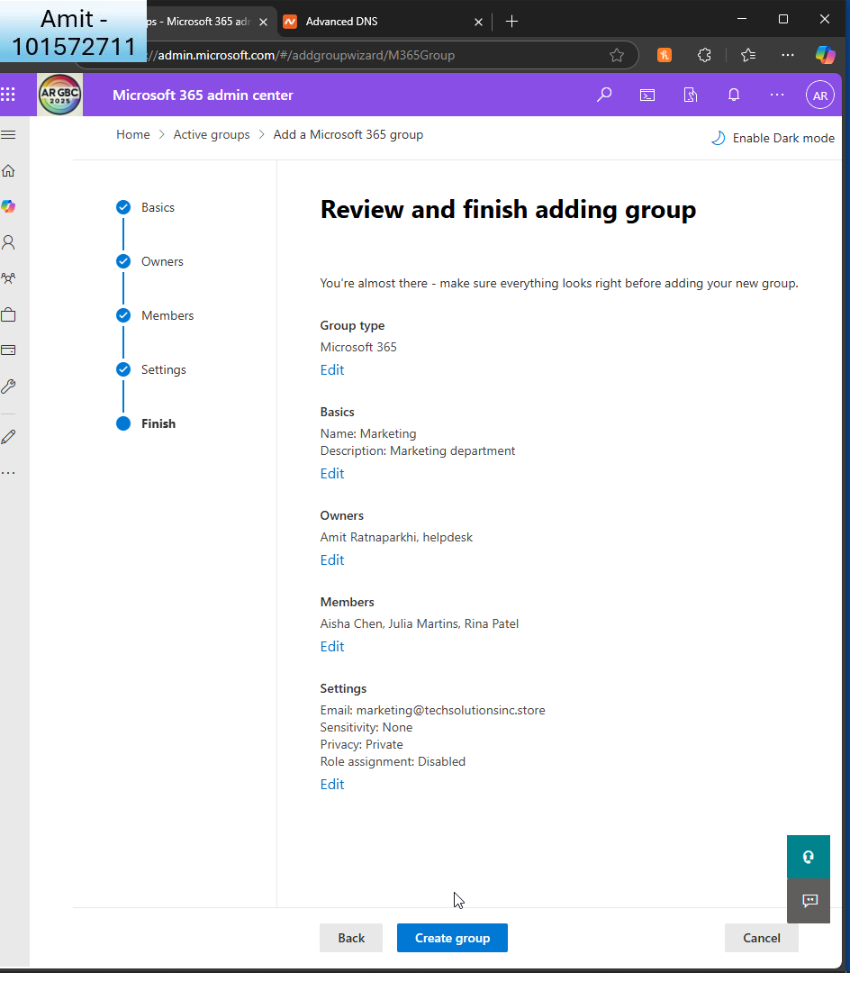 Amit -
101572711
ps - Microsoft 365 adr
Advanced DNS
://admin.microsoft.com/#/addgroupwizard/M365Group
AR GBC
2025
Microsoft 365 admin center
AR
Home > Active groups > Add a Microsoft 365 group
Enable Dark mode
Basics
Owners
Members
Settings
Finish
Review and finish adding group
You're almost there - make sure everything looks right before adding your new group.
Group type
Microsoft 365
Edit
Basics
Name: Marketing
Description: Marketing department
Edit
Owners
Amit Ratnaparkhi, helpdesk
Edit
Members
Aisha Chen, Julia Martins, Rina Patel
Edit
Settings
Email: marketing@techsolutionsinc.store
Sensitivity: None
Privacy: Private
Role assignment: Disabled
Edit
Back
Create group
Cancel